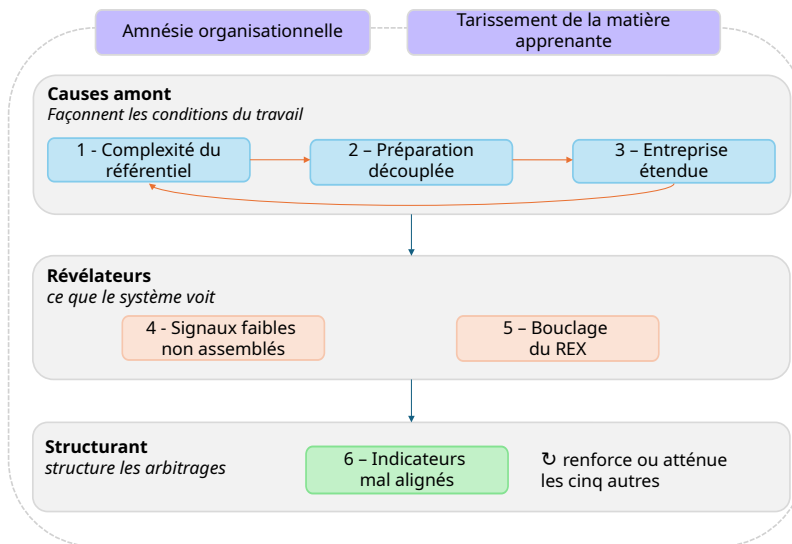 Amnésie organisationnelle
Tarissement de la matière
apprenante
Causes amont
Façonnent les conditions du travail
1 - Complexité du
référentiel
2 – Préparation
découplée
3 – Entreprise
étendue
Révélateurs
ce que le système voit
4 - Signaux faibles
non assemblés
5 – Bouclage
du REX
Structurant
structure les arbitrages
6 – Indicateurs
mal alignés
↻ renforce ou atténue
les cinq autres